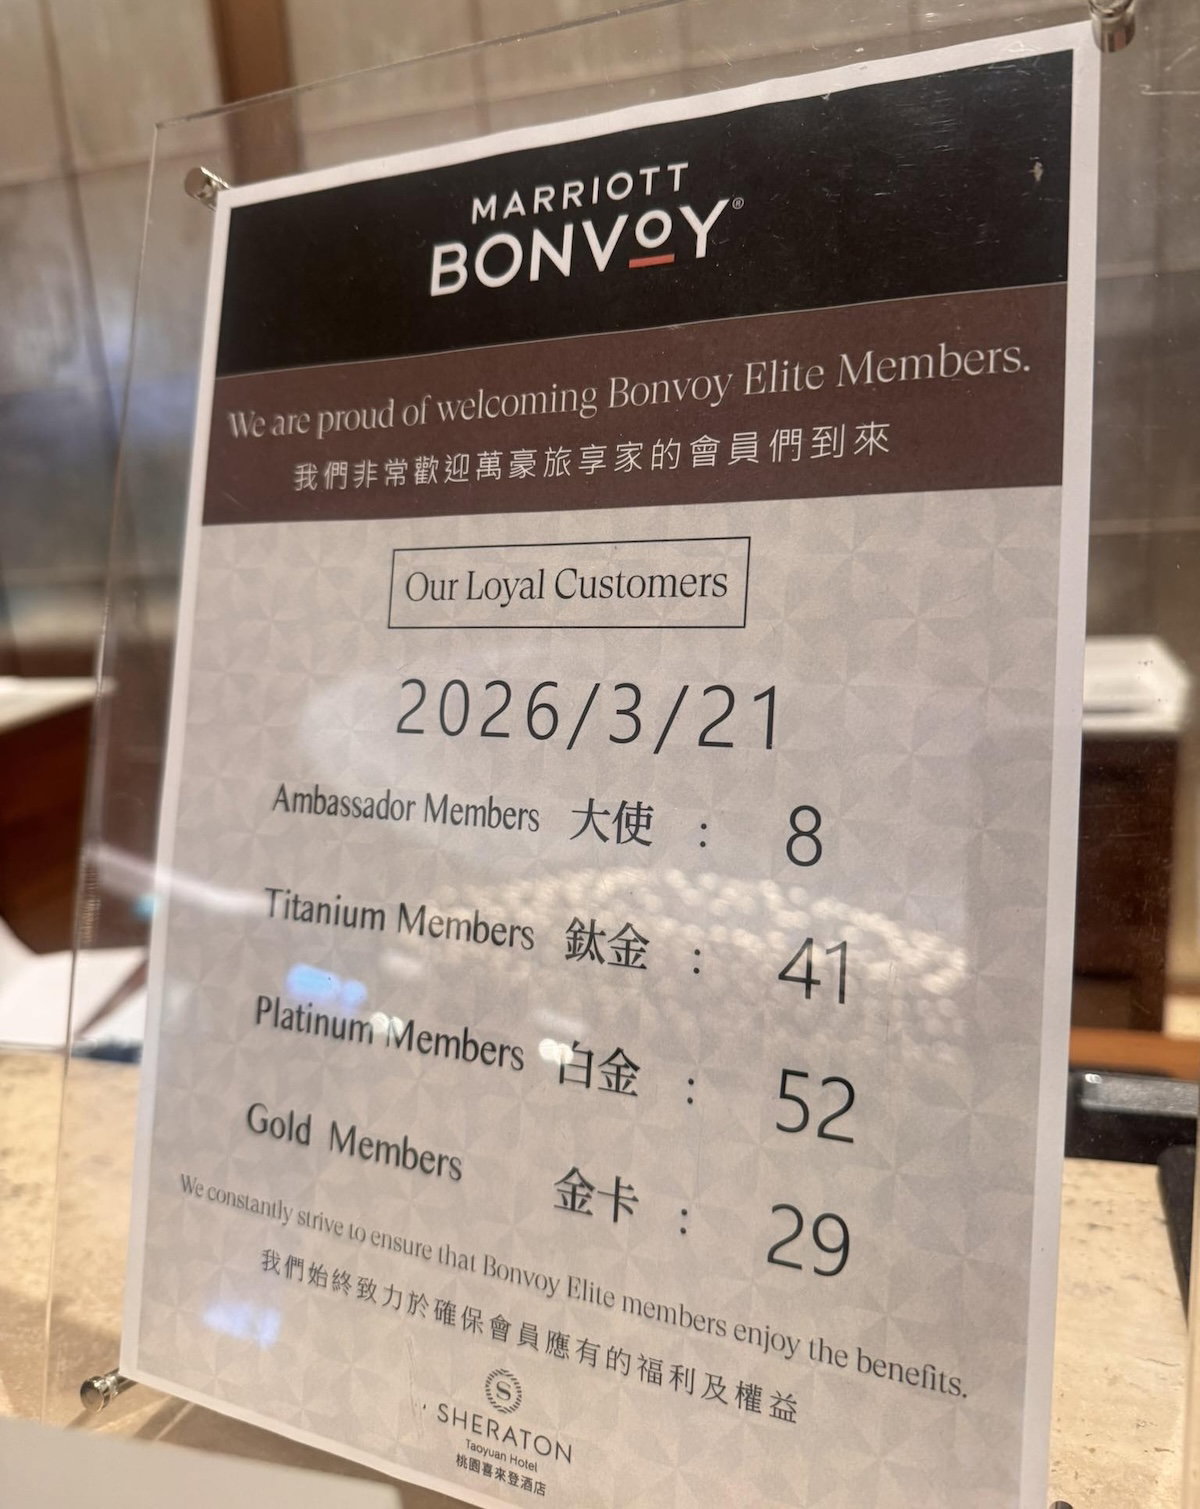 MARRIOTT
BONVOY®
We are proud of welcoming Bonvoy Elite Members.
我們非常歡迎萬豪旅享家的會員們到來
Our Loyal Customers
2026/3/21
Ambassador Members 大使 : 8
Titanium Members 鈦金 : 41
Platinum Members 白金 : 52
Gold Members 金卡 : 29
We constantly strive to ensure that Bonvoy Elite members enjoy the benefits.
我們始終致力於確保會員應有的福利及權益
S
SHERATON
Taoyuan Hotel
桃園喜來登酒店